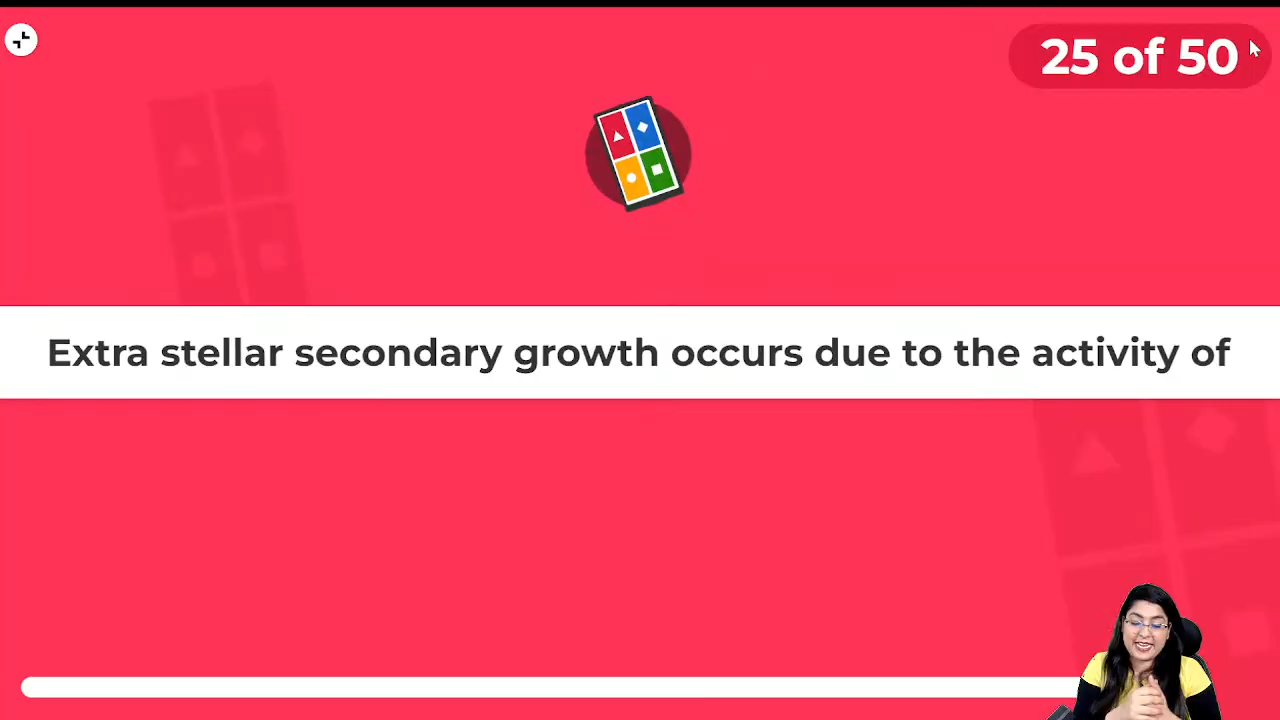 25 of 50
Extra stellar secondary growth occurs due to the activity of